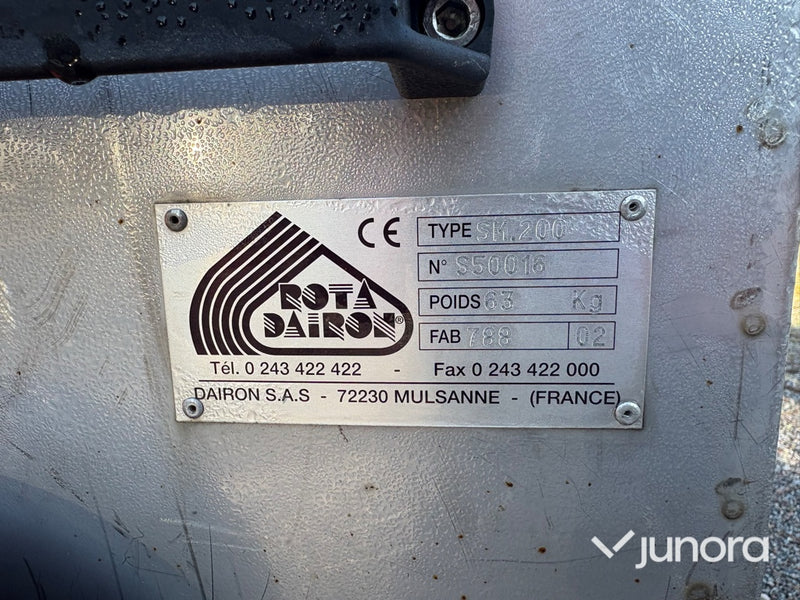 ROTA
DAIRON®
CE
TYPE SM.200
N° S50016
POIDS 63 Kg
FAB 788 02
Tél. 0 243 422 422 - Fax 0 243 422 000
DAIRON S.A.S - 72230 MULSANNE - (FRANCE)
junora